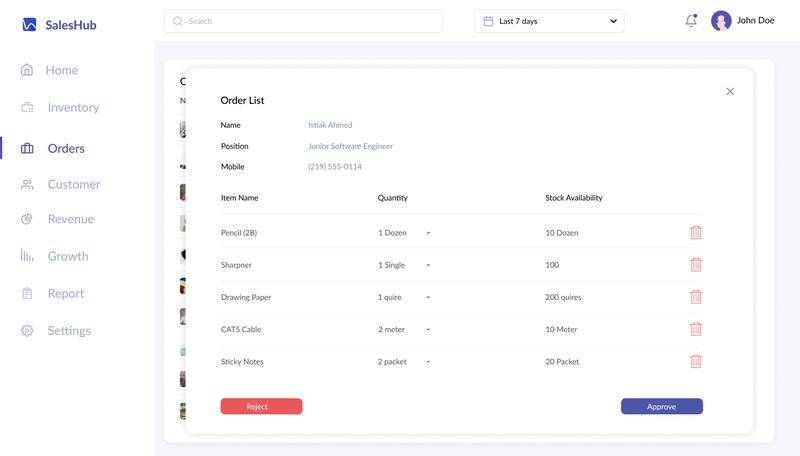 SalesHub
Search
Last 7 days
John Doe
Home
Inventory
Orders
Customer
Revenue
Growth
Report
Settings
Order List
Name Istiak Ahmed
Position Junior Software Engineer
Mobile (219) 555-0114
Item Name Quantity Stock Availability
Pencil (2B) 1 Dozen 10 Dozen
Sharpner 1 Single 100
Drawing Paper 1 quire 200 quires
CAT5 Cable 2 meter 10 Meter
Sticky Notes 2 packet 20 Packet
Reject Approve